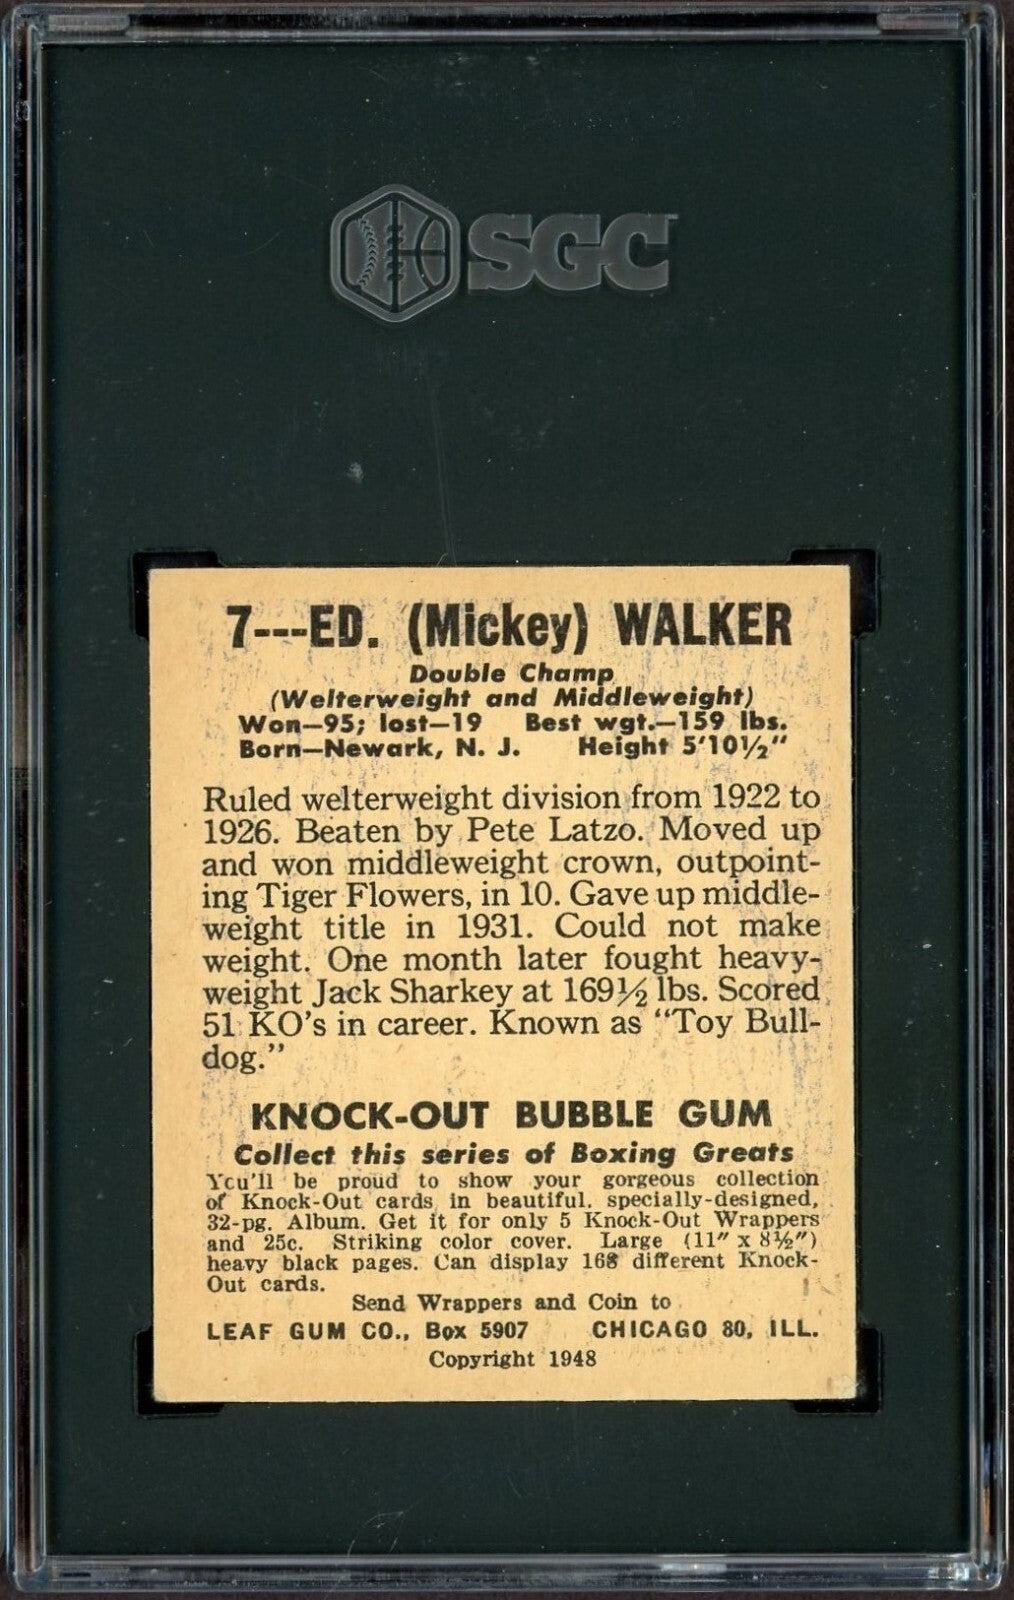 SGC
7---ED. (Mickey) WALKER
Double Champ
(Welterweight and Middleweight)
Won—95; lost—19 Best wgt.—159 lbs.
Born—Newark, N. J. Height 5'10½"
Ruled welterweight division from 1922 to
1926. Beaten by Pete Latzo. Moved up
and won middleweight crown, outpoint-
ing Tiger Flowers, in 10. Gave up middle-
weight title in 1931. Could not make
weight. One month later fought heavy-
weight Jack Sharkey at 169½ lbs. Scored
51 KO's in career. Known as "Toy Bull-
dog."
KNOCK-OUT BUBBLE GUM
Collect this series of Boxing Greats
You'll be proud to show your gorgeous collection
of Knock-Out cards in beautiful, specially-designed,
32-pg. Album. Get it for only 5 Knock-Out Wrappers
and 25c. Striking color cover. Large (11" x 8½")
heavy black pages. Can display 168 different Knock-
Out cards.
Send Wrappers and Coin to
LEAF GUM CO., Box 5907 CHICAGO 80, ILL.
Copyright 1948